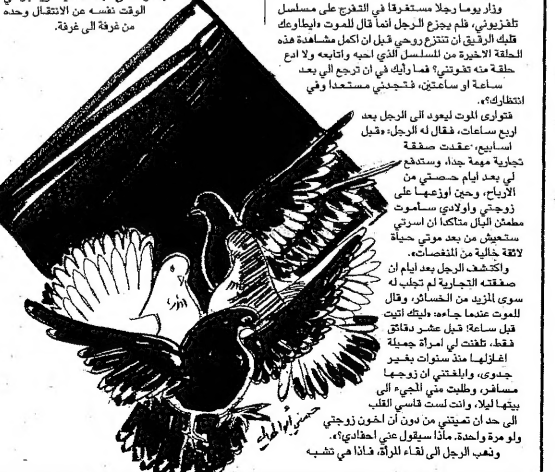 وزار يوما رجلا مستغرقا في التفرج على مسلسل
تلفزيوني، فلم يجزع الرجل انما قال للموت «ايطاوعك
قلبك الرقيق ان تنتزع روحي قبل ان اكمل مشاهدة هذه
الحلقة الاخيرة من المسلسل الذي احبه واتابعه ولا ادع
حلقة منه تفوتني؟ فما رأيك في ان ترجع الي بعد
ساعة او ساعتين، فتجدني مستعدا وفي
انتظارك؟».
فتوارى الموت ليعود الى الرجل بعد
اربع ساعات، فقال له الرجل: «قبل
اسابيع، عقدت صفقة
تجارية مهمة جدا، وستدفع
لي بعد ايام حصتي من
الارباح، وحين اوزعها على
زوجتي واولادي ساموت
مطمئن البال متاكدا ان اسرتي
ستعيش من بعد موتي حياة
لائقة خالية من المنغصات».
واكتشف الرجل بعد ايام ان
صفقته التجارية لم تجلب له
سوى المزيد من الخسائر، وقال
للموت عندما جاءه: «ليتك اتيت
قبل ساعة؛ قبل عشر دقائق
فقط، تلفنت لي امرأة جميلة
اغازلها منذ سنوات بغير
جدوى، وابلغتني ان زوجها
مسافر، وطلبت مني المجيء الى
بيتها ليلا، وانت لست قاسي القلب
الى حد ان تميتني من دون ان اخون زوجتي
ولو مرة واحدة. ماذا سيقول عني احفادي؟».
وذهب الرجل الى لقاء المرأة، فاذا هي تشبه
الوقت نفسه عن الانتقال وحده
من غرفة الى غرفة.